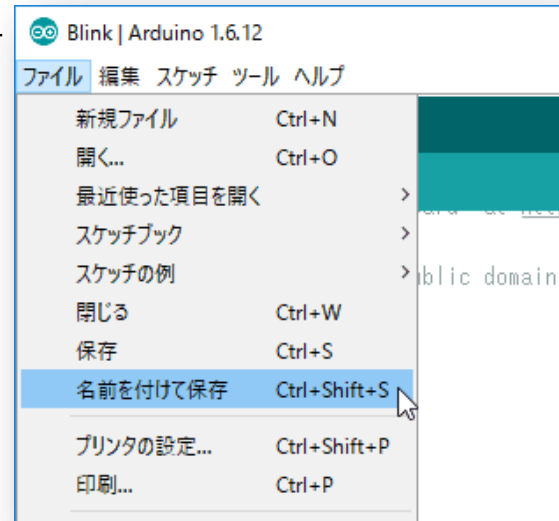 Blink | Arduino 1.6.12
ファイル 編集 スケッチ ツール ヘルプ
新規ファイル Ctrl+N
開く... Ctrl+O
最近使った項目を開く
スケッチブック
スケッチの例
閉じる Ctrl+W
保存 Ctrl+S
名前を付けて保存 Ctrl+Shift+S
プリンタの設定... Ctrl+Shift+P
印刷... Ctrl+P
domain